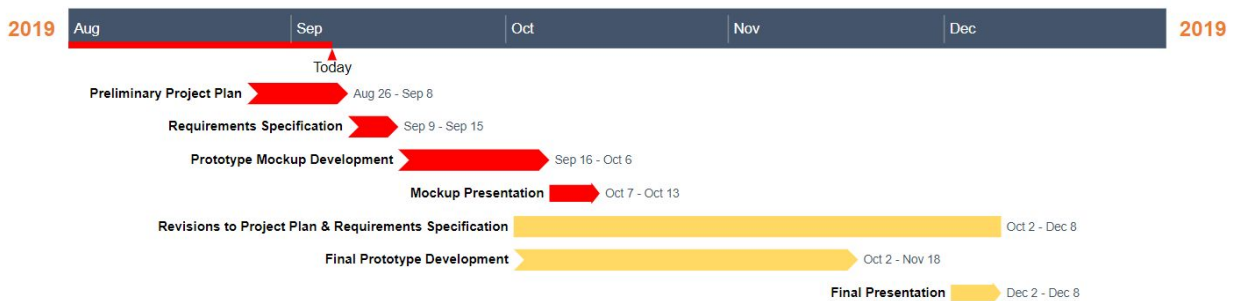 2019 Aug Sep Oct Nov Dec 2019
Today
Preliminary Project Plan Aug 26 - Sep 8
Requirements Specification Sep 9 - Sep 15
Prototype Mockup Development Sep 16 - Oct 6
Mockup Presentation Oct 7 - Oct 13
Revisions to Project Plan & Requirements Specification Oct 2 - Dec 8
Final Prototype Development Oct 2 - Nov 18
Final Presentation Dec 2 - Dec 8